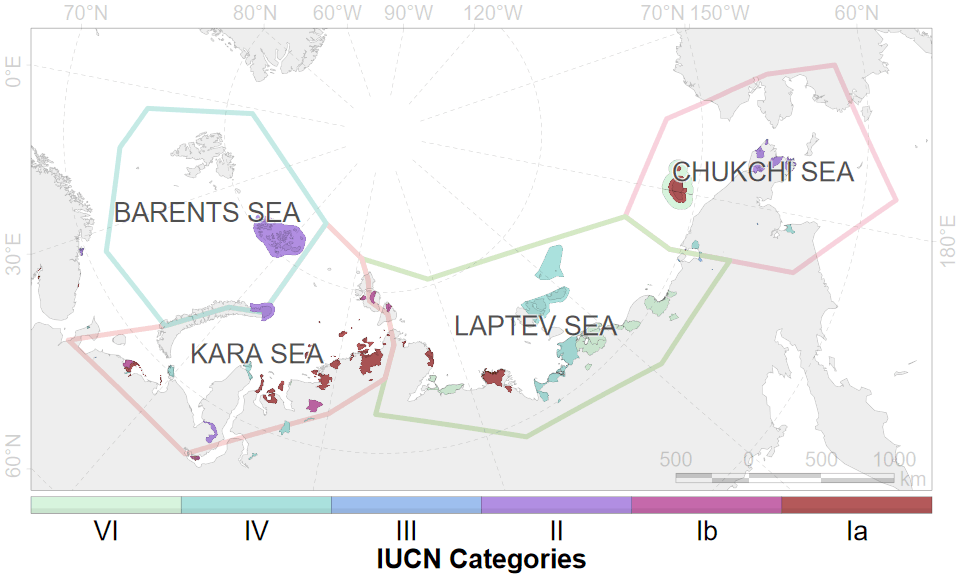 70°N 80°N 60°W 90°W 120°W 70°N 150°W 60°N
0°E
CHUKCHI SEA
BARENTS SEA
30°E
180°E
LAPTEV SEA
KARA SEA
60°N
500 0 500 1000
km
VI IV III II Ib Ia
IUCN Categories